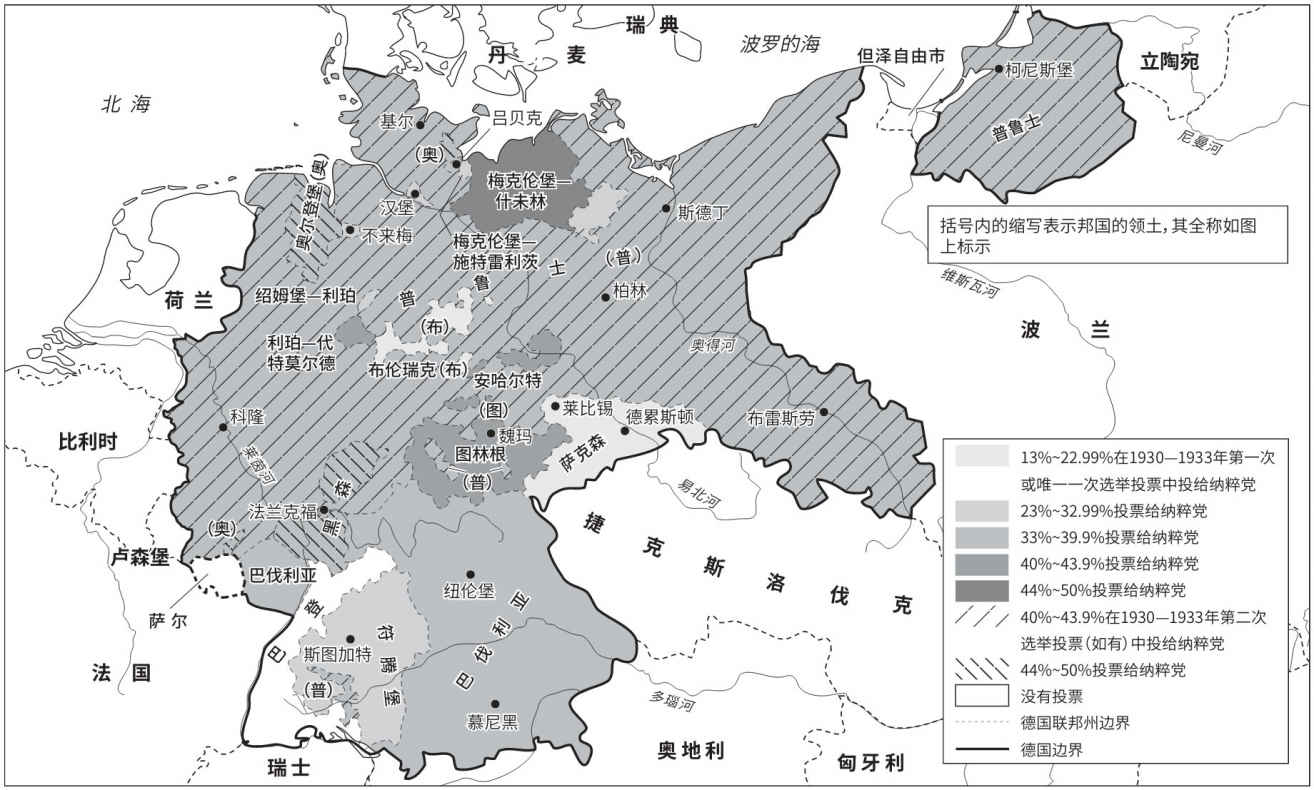 瑞典
丹麦
波罗的海
北海
但泽自由市
立陶宛
柯尼斯堡
普鲁士
尼曼河
基尔
吕贝克
(奥)
奥尔登堡(奥)
汉堡
不来梅
梅克伦堡—
什未林
斯德丁
梅克伦堡—
施特雷利茨
括号内的缩写表示邦国的领土,其全称如图
上标示
荷兰
绍姆堡—利珀
普鲁士
(普)
柏林
维斯瓦河
波兰
利珀—代
特莫尔德
(布)
布伦瑞克(布)
奥得河
安哈尔特
科隆
(图)
莱比锡
德累斯顿
布雷斯劳
比利时
莱茵河
魏玛
图林根
(普)
萨克森
易北河
法兰克福
黑森
(奥)
卢森堡
巴伐利亚
萨尔
捷克斯洛伐克
纽伦堡
巴登
斯图加特
符腾堡
巴伐利亚
(普)
法国
慕尼黑
多瑙河
瑞士
奥地利
匈牙利
13%~22.99%在1930—1933年第一次
或唯一一次选举投票中投给纳粹党
23%~32.99%投票给纳粹党
33%~39.9%投票给纳粹党
40%~43.9%投票给纳粹党
44%~50%投票给纳粹党
40%~43.9%在1930—1933年第二次
选举投票(如有)中投给纳粹党
44%~50%投票给纳粹党
没有投票
德国联邦州边界
德国边界